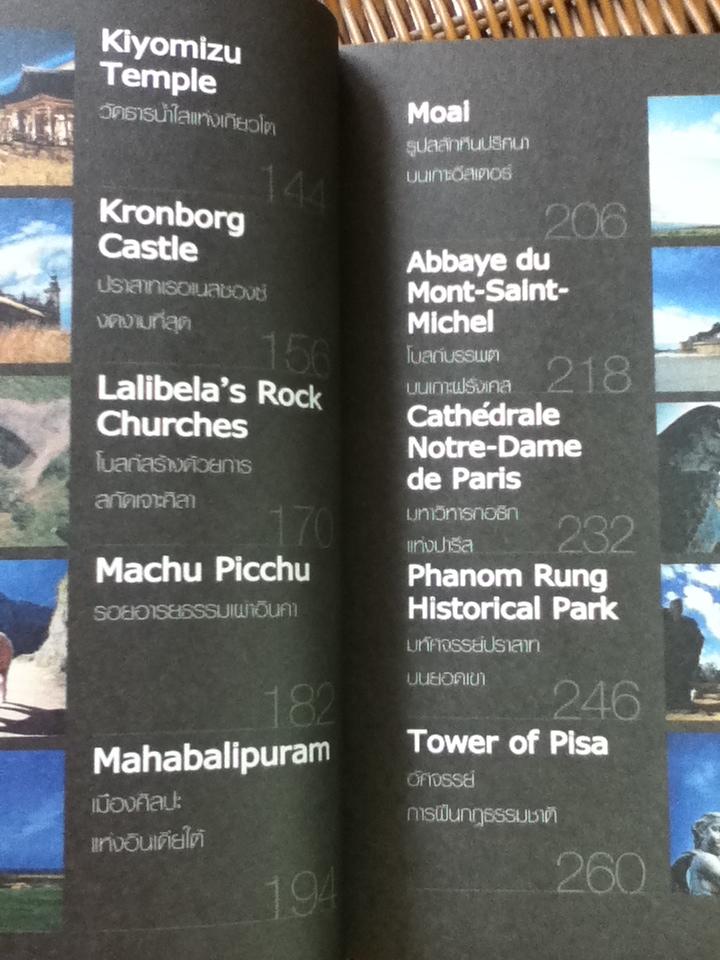 Kiyomizu
Temple
วัดธารน้ำใสแห่งเกียวโต
144
Kronborg
Castle
ปราสาทเรอเนสซองซ์
งดงามที่สุด
156
Lalibela's Rock
Churches
โบสถ์สร้างด้วยการ
สกัดเจาะศิลา
170
Machu Picchu
รอยอารยธรรมเผ่าอินคา
182
Mahabalipuram
เมืองศิลปะ
แห่งอินเดียใต้
194
Moai
รูปสลักหินปริศนา
บนเกาะอีสเตอร์
206
Abbaye du
Mont-Saint-
Michel
โบสถ์บรรพต
บนเกาะฝรั่งเศส
218
Cathédrale
Notre-Dame
de Paris
มหาวิหารกอธิก
แห่งปารีส
232
Phanom Rung
Historical Park
มหัศจรรย์ปราสาท
บนยอดเขา
246
Tower of Pisa
อัศจรรย์
การฝืนกฎธรรมชาติ
260